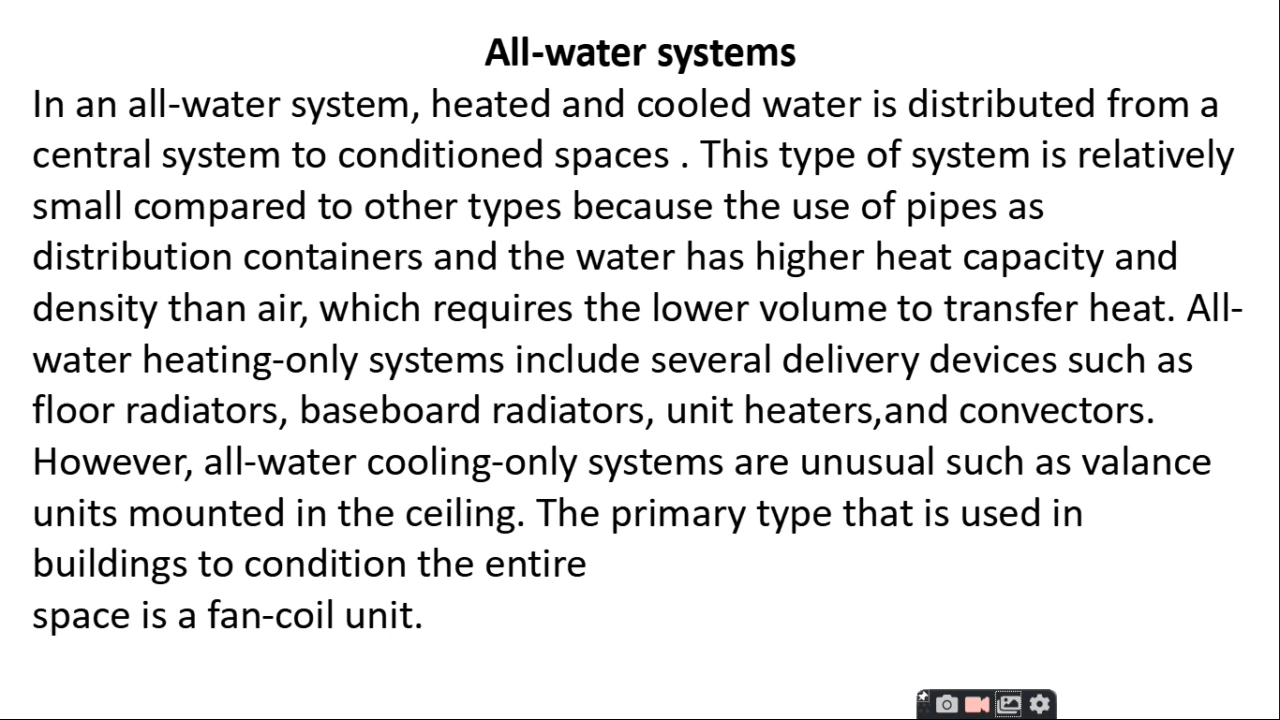 All-water systems
In an all-water system, heated and cooled water is distributed from a
central system to conditioned spaces . This type of system is relatively
small compared to other types because the use of pipes as
distribution containers and the water has higher heat capacity and
density than air, which requires the lower volume to transfer heat. All-
water heating-only systems include several delivery devices such as
floor radiators, baseboard radiators, unit heaters,and convectors.
However, all-water cooling-only systems are unusual such as valance
units mounted in the ceiling. The primary type that is used in
buildings to condition the entire
space is a fan-coil unit.